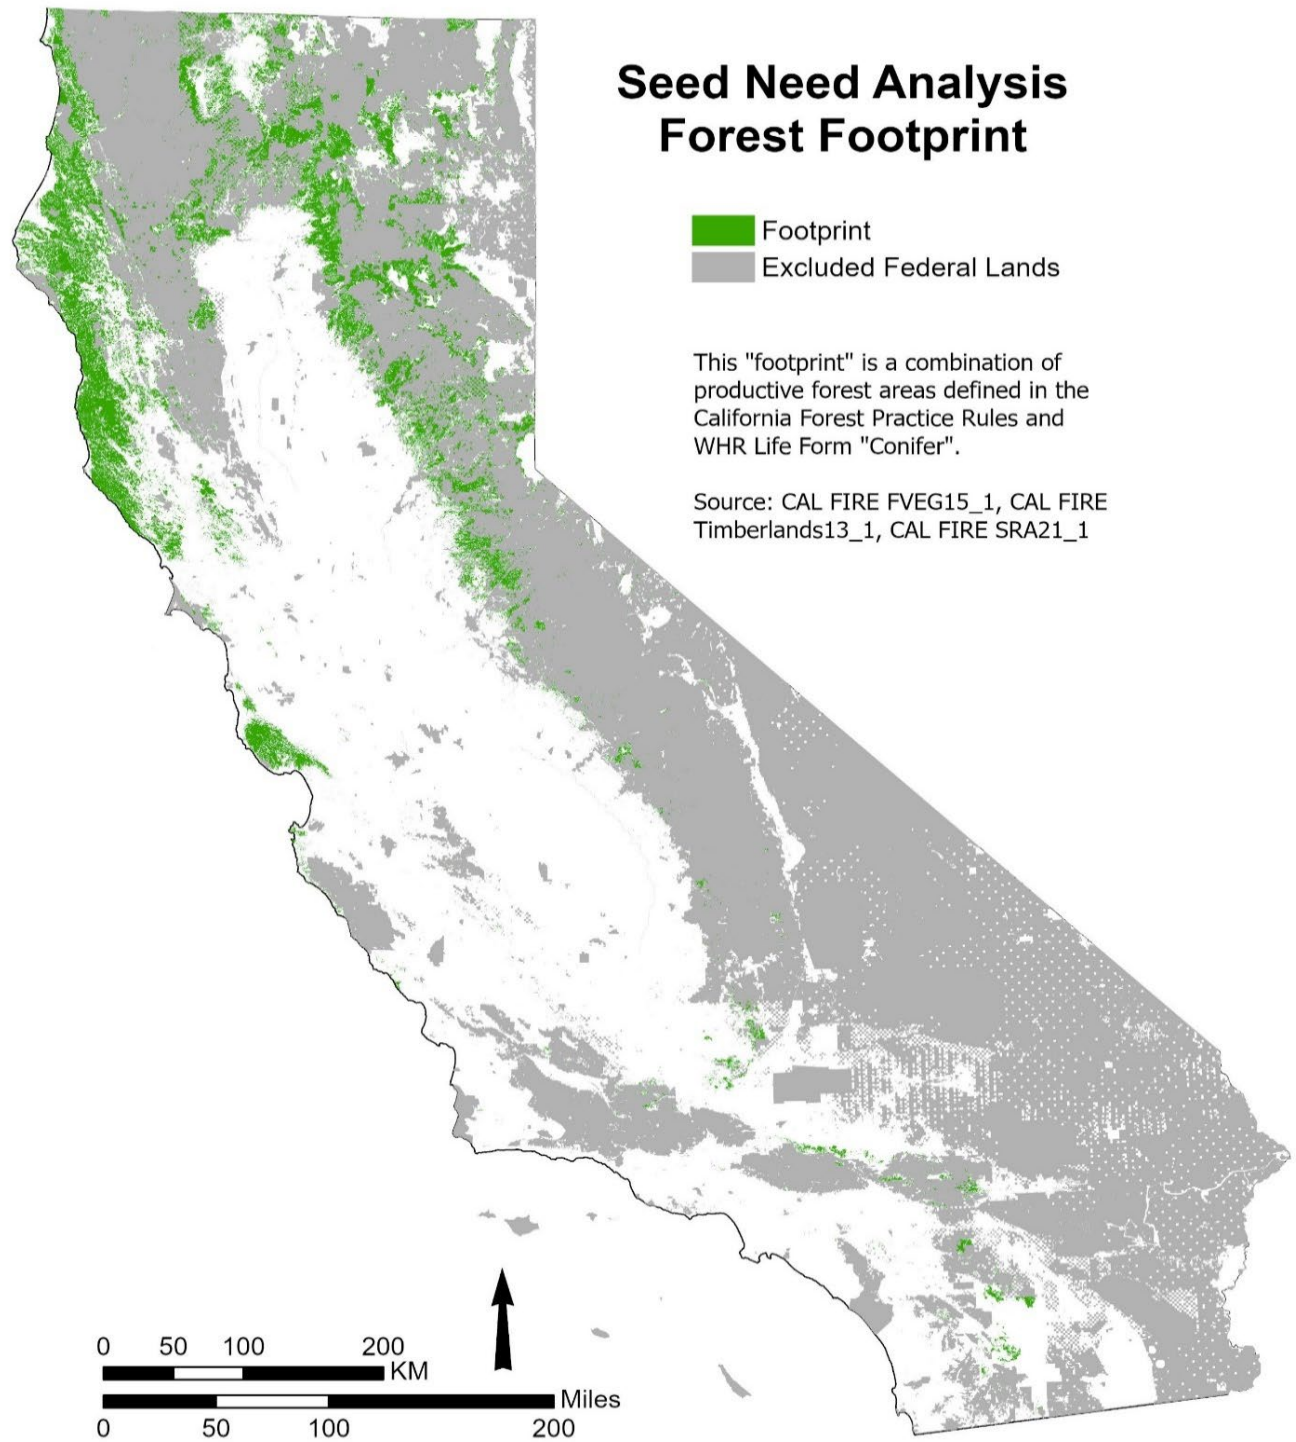 Seed Need Analysis
Forest Footprint
Footprint
Excluded Federal Lands
This "footprint" is a combination of
productive forest areas defined in the
California Forest Practice Rules and
WHR Life Form "Conifer".
Source: CAL FIRE FVEG15_1, CAL FIRE
Timberlands13_1, CAL FIRE SRA21_1
0 50 100 200
KM
Miles
0 50 100 200